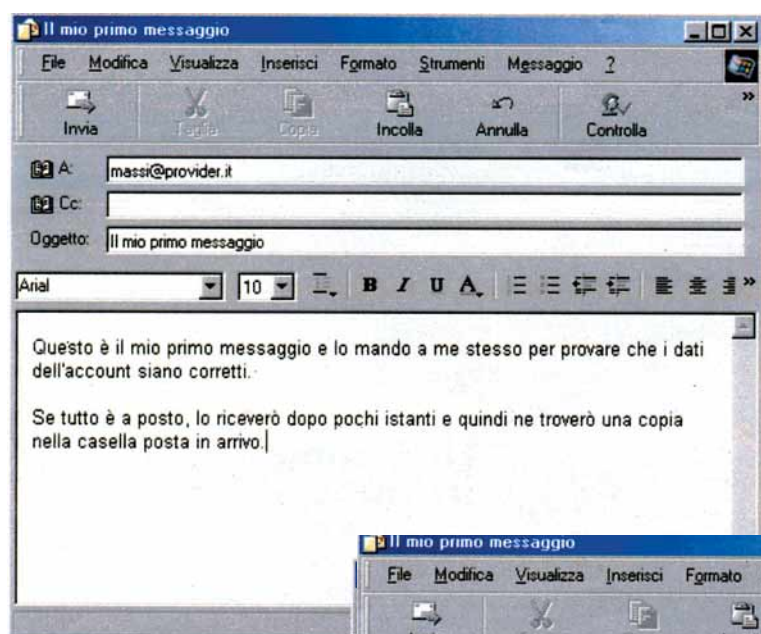 Il mio primo messaggio
File Modifica Visualizza Inserisci Formato Strumenti Messaggio ?
Invia Taglia Copia Incolla Annulla Controlla »
A: massi@provider.it
Cc:
Oggetto: Il mio primo messaggio
Arial 10 B I U A »
Questo è il mio primo messaggio e lo mando a me stesso per provare che i dati
dell'account siano corretti.
Se tutto è a posto, lo riceverò dopo pochi istanti e quindi ne troverò una copia
nella casella posta in arrivo.
Il mio primo messaggio
File Modifica Visualizza Inserisci Formato